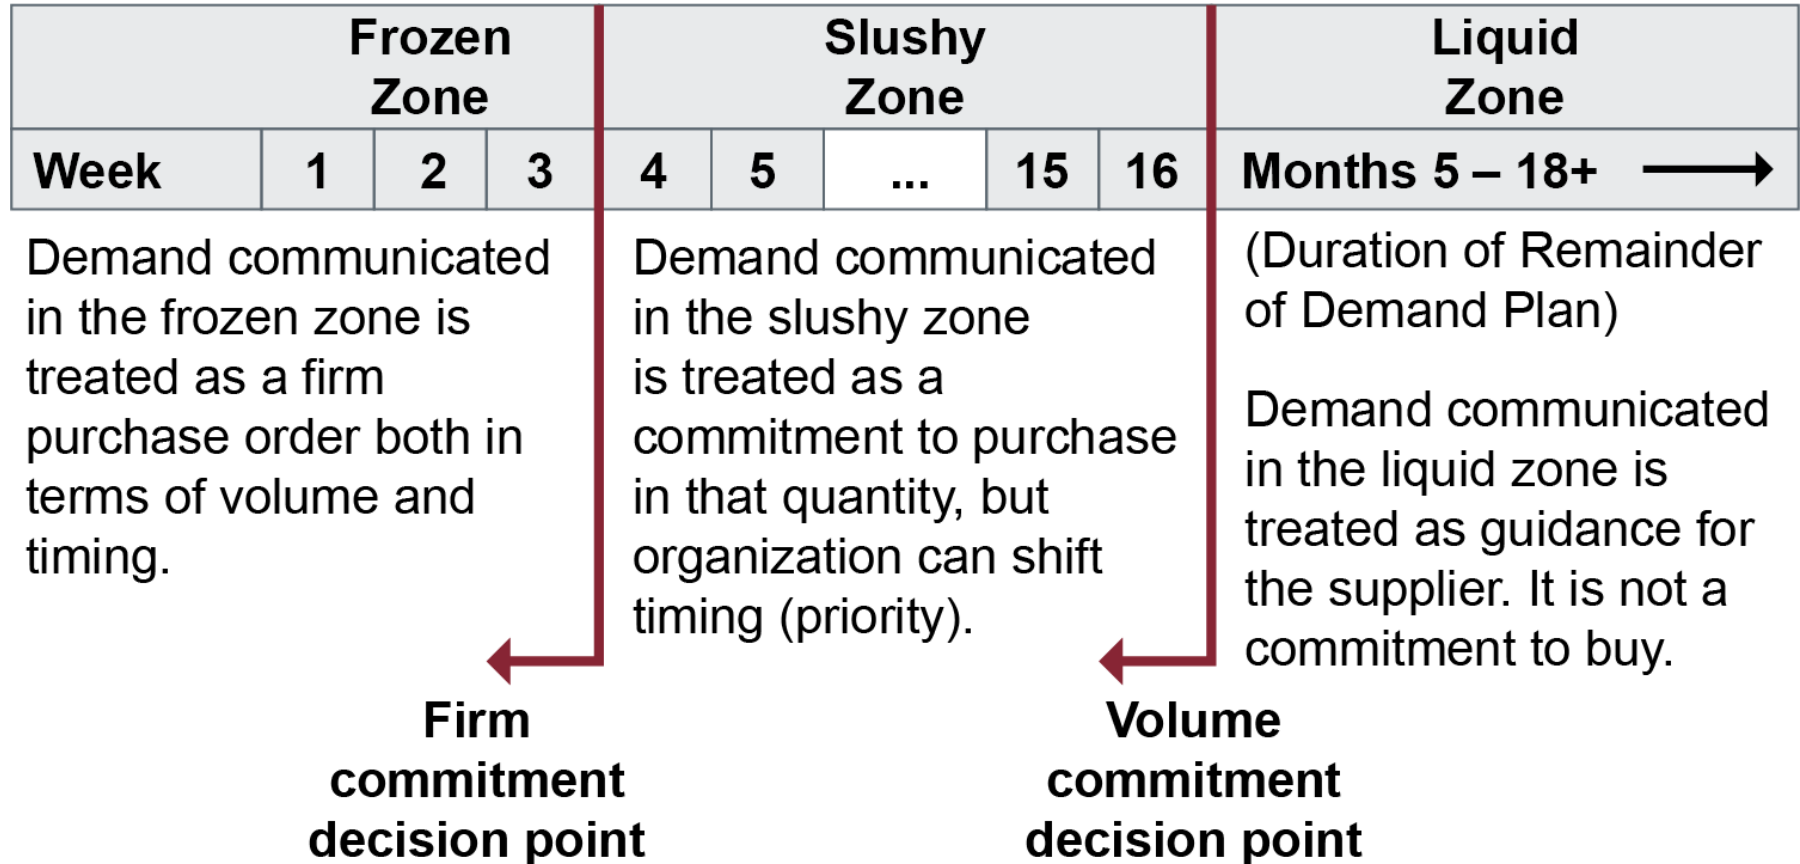 Frozen
Zone
Slushy
Zone
Liquid
Zone
Week 1 2 3 4 5 ... 15 16 Months 5 – 18+
Demand communicated
in the frozen zone is
treated as a firm
purchase order both in
terms of volume and
timing.
Demand communicated
in the slushy zone
is treated as a
commitment to purchase
in that quantity, but
organization can shift
timing (priority).
(Duration of Remainder
of Demand Plan)
Demand communicated
in the liquid zone is
treated as guidance for
the supplier. It is not a
commitment to buy.
Firm
commitment
decision point
Volume
commitment
decision point